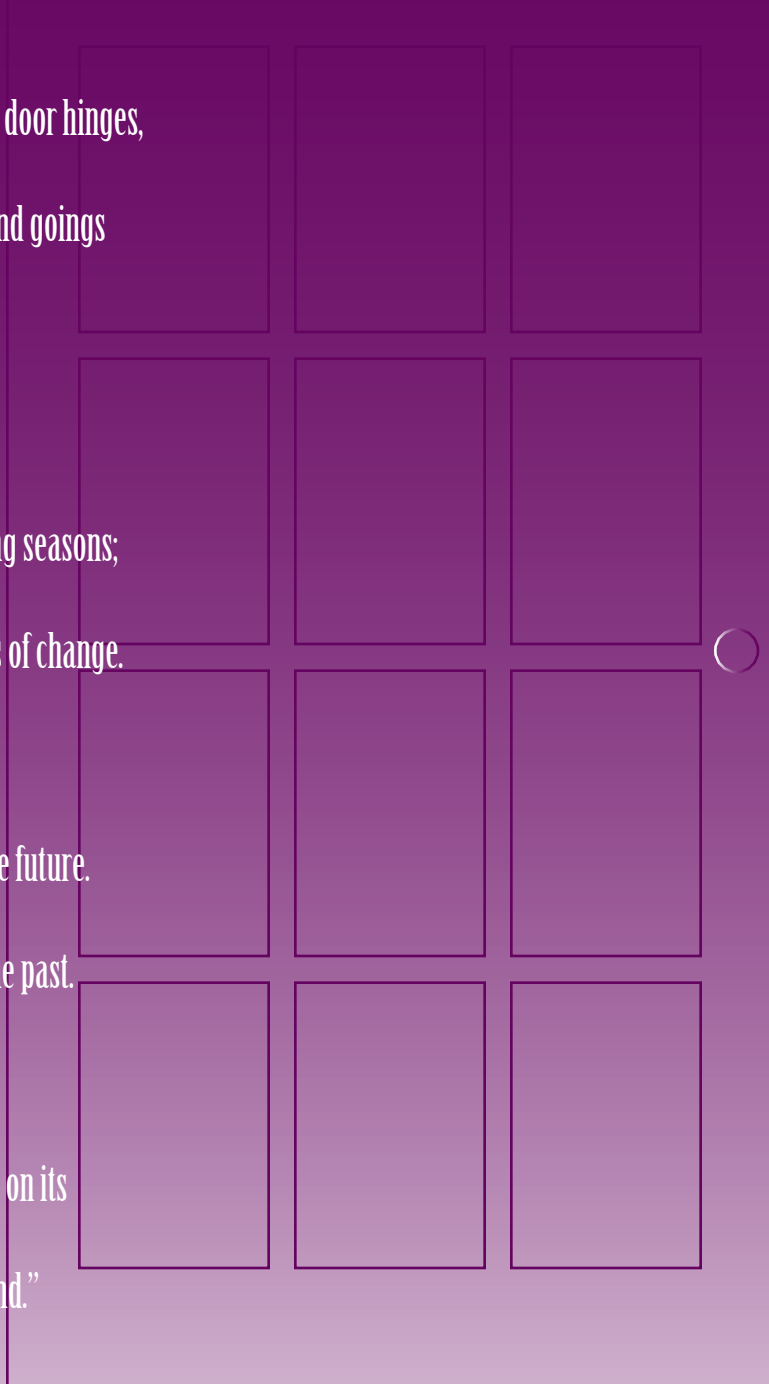 door hinges,
nd goings
g seasons;
of change.
e future.
e past.
on its
nd.”